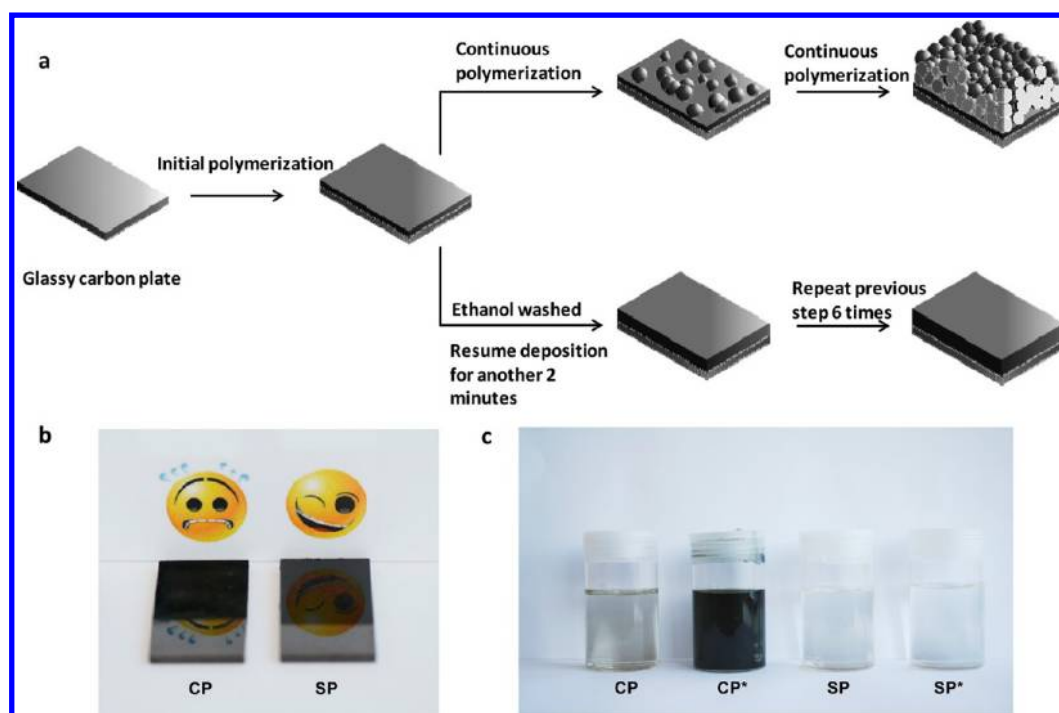 a
Continuous
polymerization
Continuous
polymerization
Initial polymerization
Glassy carbon plate
Ethanol washed
Resume deposition
for another 2
minutes
Repeat previous
step 6 times
b
CP
SP
c
CP
CP*
SP
SP*